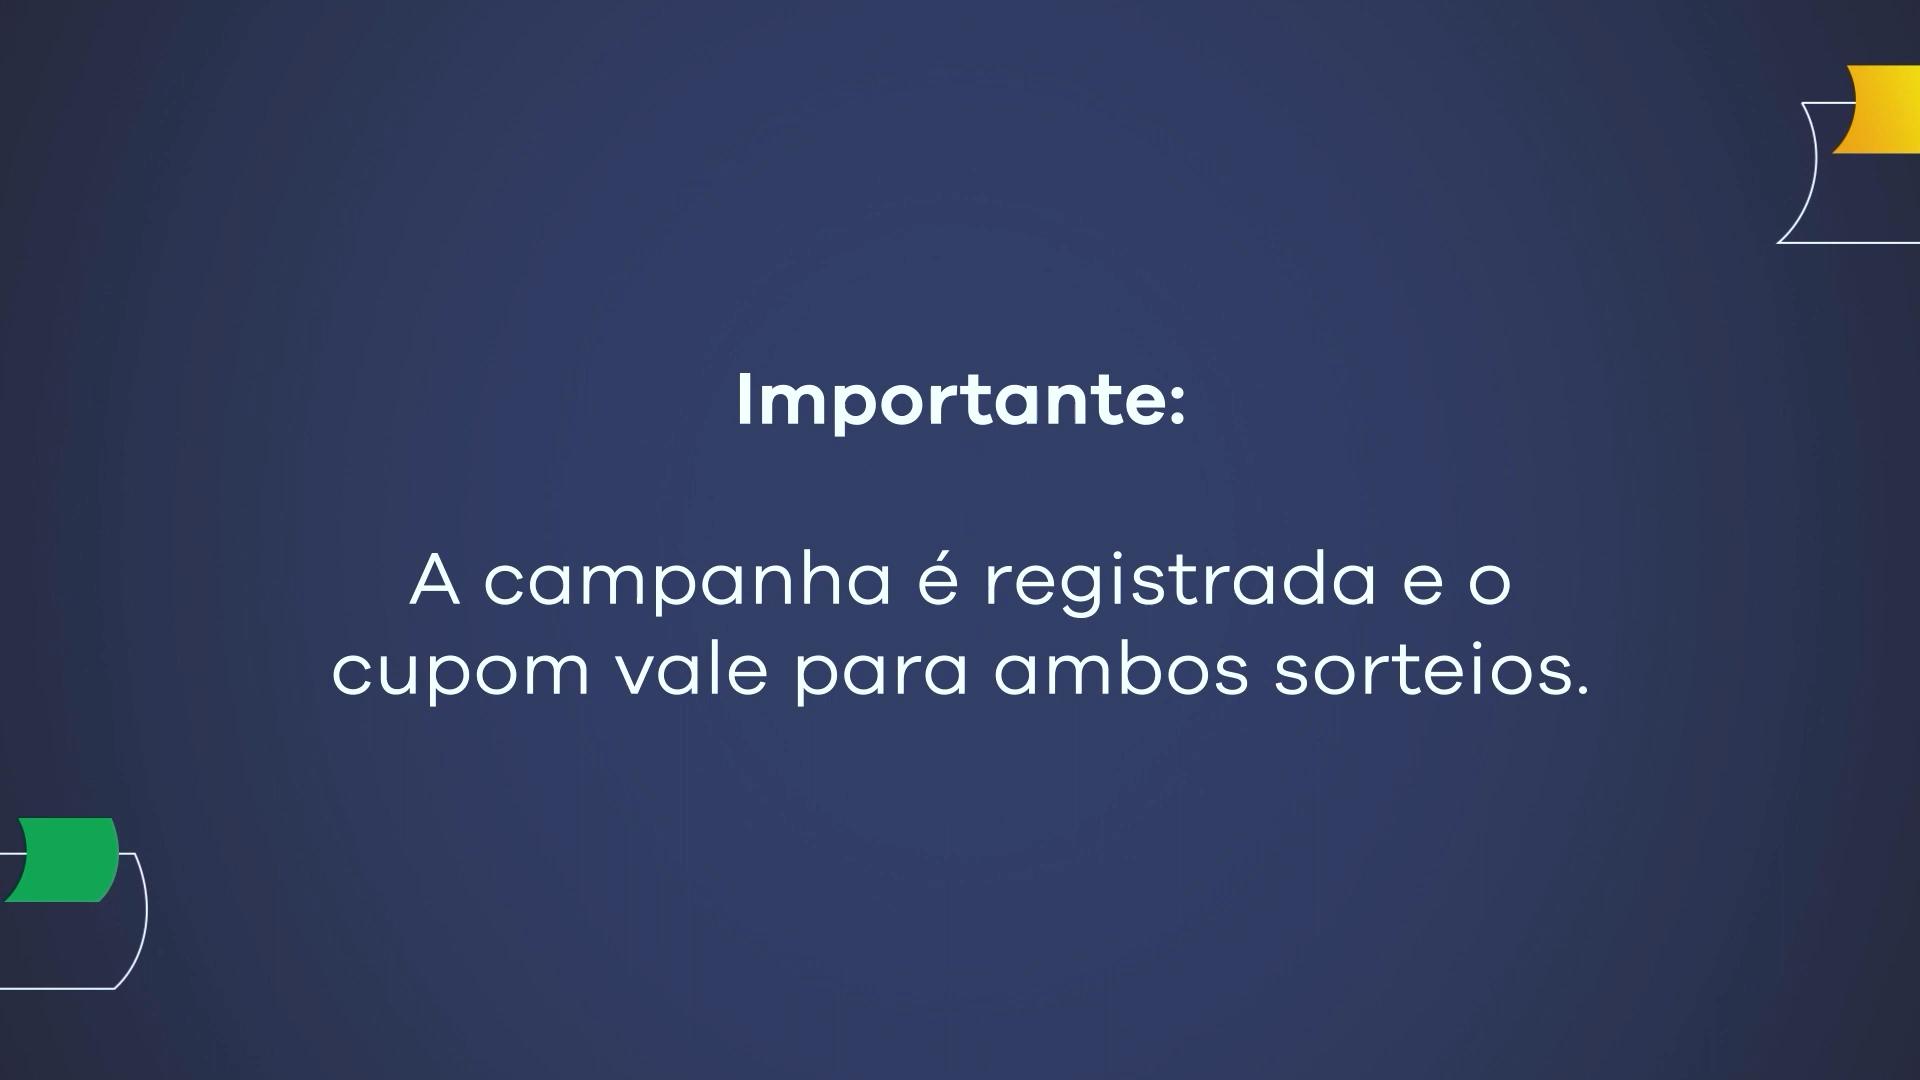 Importante:
A campanha é registrada e o
cupom vale para ambos sorteios.